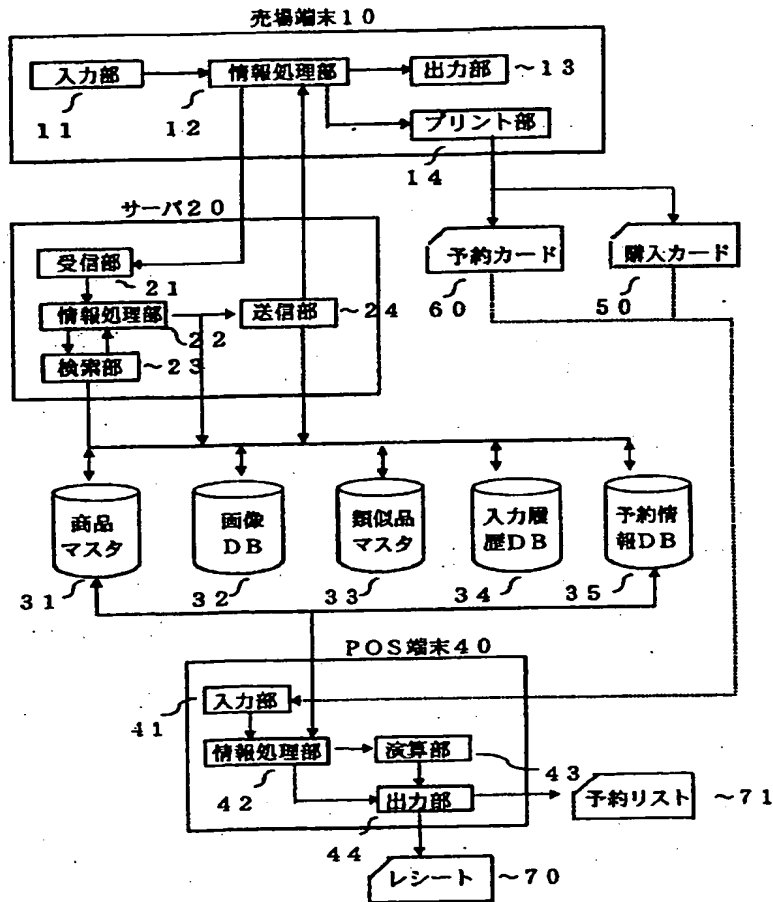 売場端末10
入力部
情報処理部
出力部
~13
11
12
プリント部
14
サーバ20
受信部
21
予約カード
購入カード
60
50
情報処理部
22
送信部
~24
検索部
~23
商品
マスタ
画像
DB
類似品
マスタ
入力履
歴DB
予約情
報DB
31
32
33
34
35
POS端末40
入力部
41
情報処理部
演算部
42
43
出力部
44
予約リスト
~71
レシート
~70